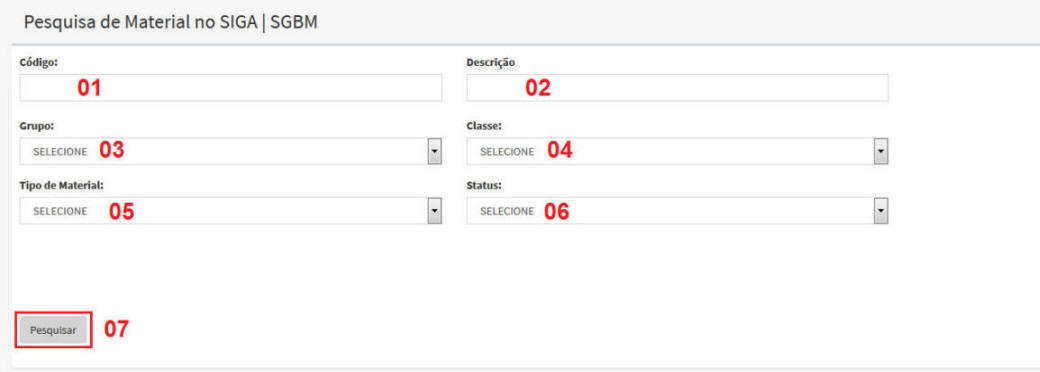 Pesquisa de Material no SIGA | SGBM
Código: Descrição
01 02
Grupo: Classe:
SELECIONE 03 SELECIONE 04
Tipo de Material: Status:
SELECIONE 05 SELECIONE 06
Pesquisar 07